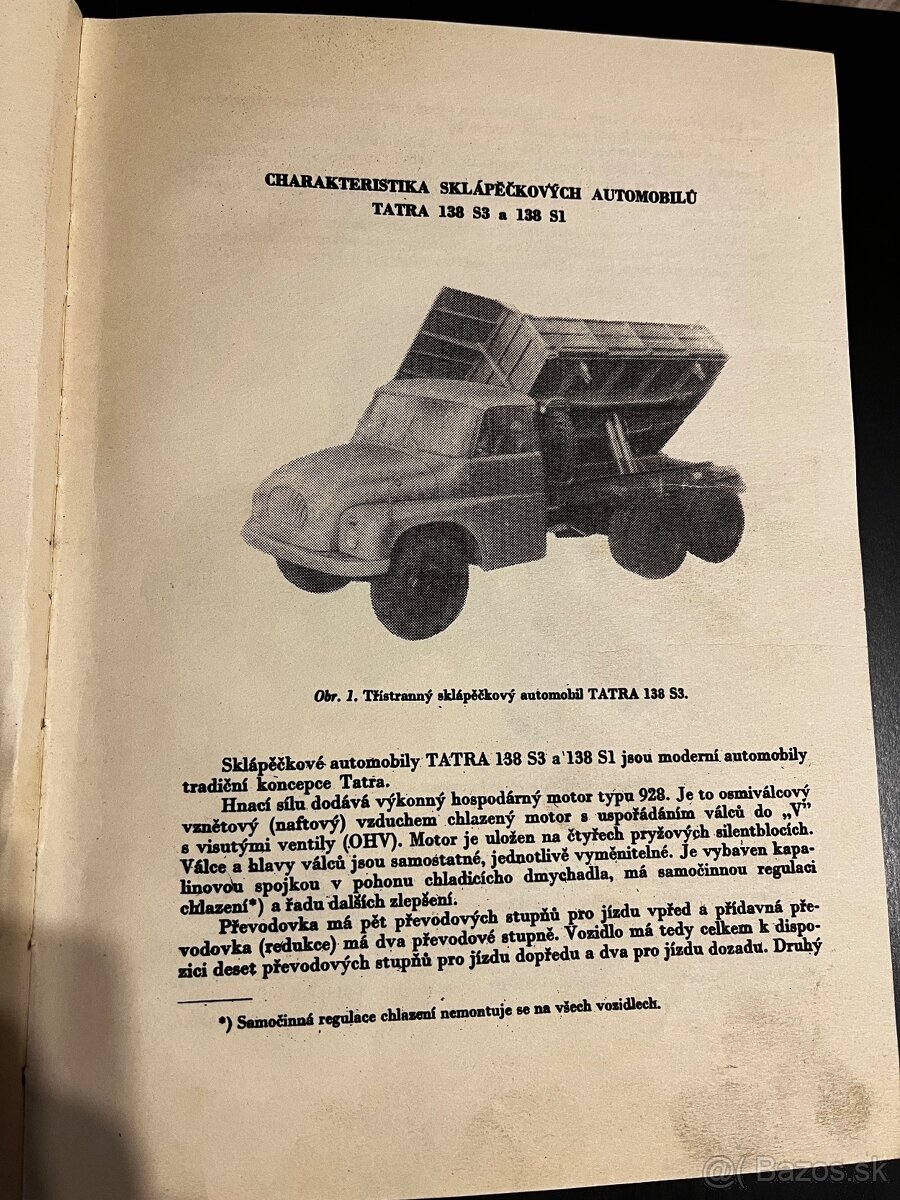 CHARAKTERISTIKA SKLÁPĚČKOVÝCH AUTOMOBILŮ
TATRA 138 S3 a 138 S1
Obr. 1. Třístranný sklápěčkový automobil TATRA 138 S3.
Sklápěčkové automobily TATRA 138 S3 a 138 S1 jsou moderní automobily
tradiční koncepce Tatra.
Hnací sílu dodává výkonný hospodárný motor typu 928. Je to osmiválcový
vznětový (naftový) vzduchem chlazený motor s uspořádáním válců do „V”
s visutými ventily (OHV). Motor je uložen na čtyřech pryžových silentblocích.
Válce a hlavy válců jsou samostatné, jednotlivě vyměnitelné. Je vybaven kapa-
linovou spojkou v pohonu chladicího dmychadla, má samočinnou regulaci
chlazení*) a řadu dalších zlepšení.
Převodovka má pět převodových stupňů pro jízdu vpřed a přídavná pře-
vodovka (redukce) má dva převodové stupně. Vozidlo má tedy celkem k dispo-
zici deset převodových stupňů pro jízdu dopředu a dva pro jízdu dozadu. Druhý
*) Samočinná regulace chlazení nemontuje se na všech vozidlech.
@( Bazos.sk